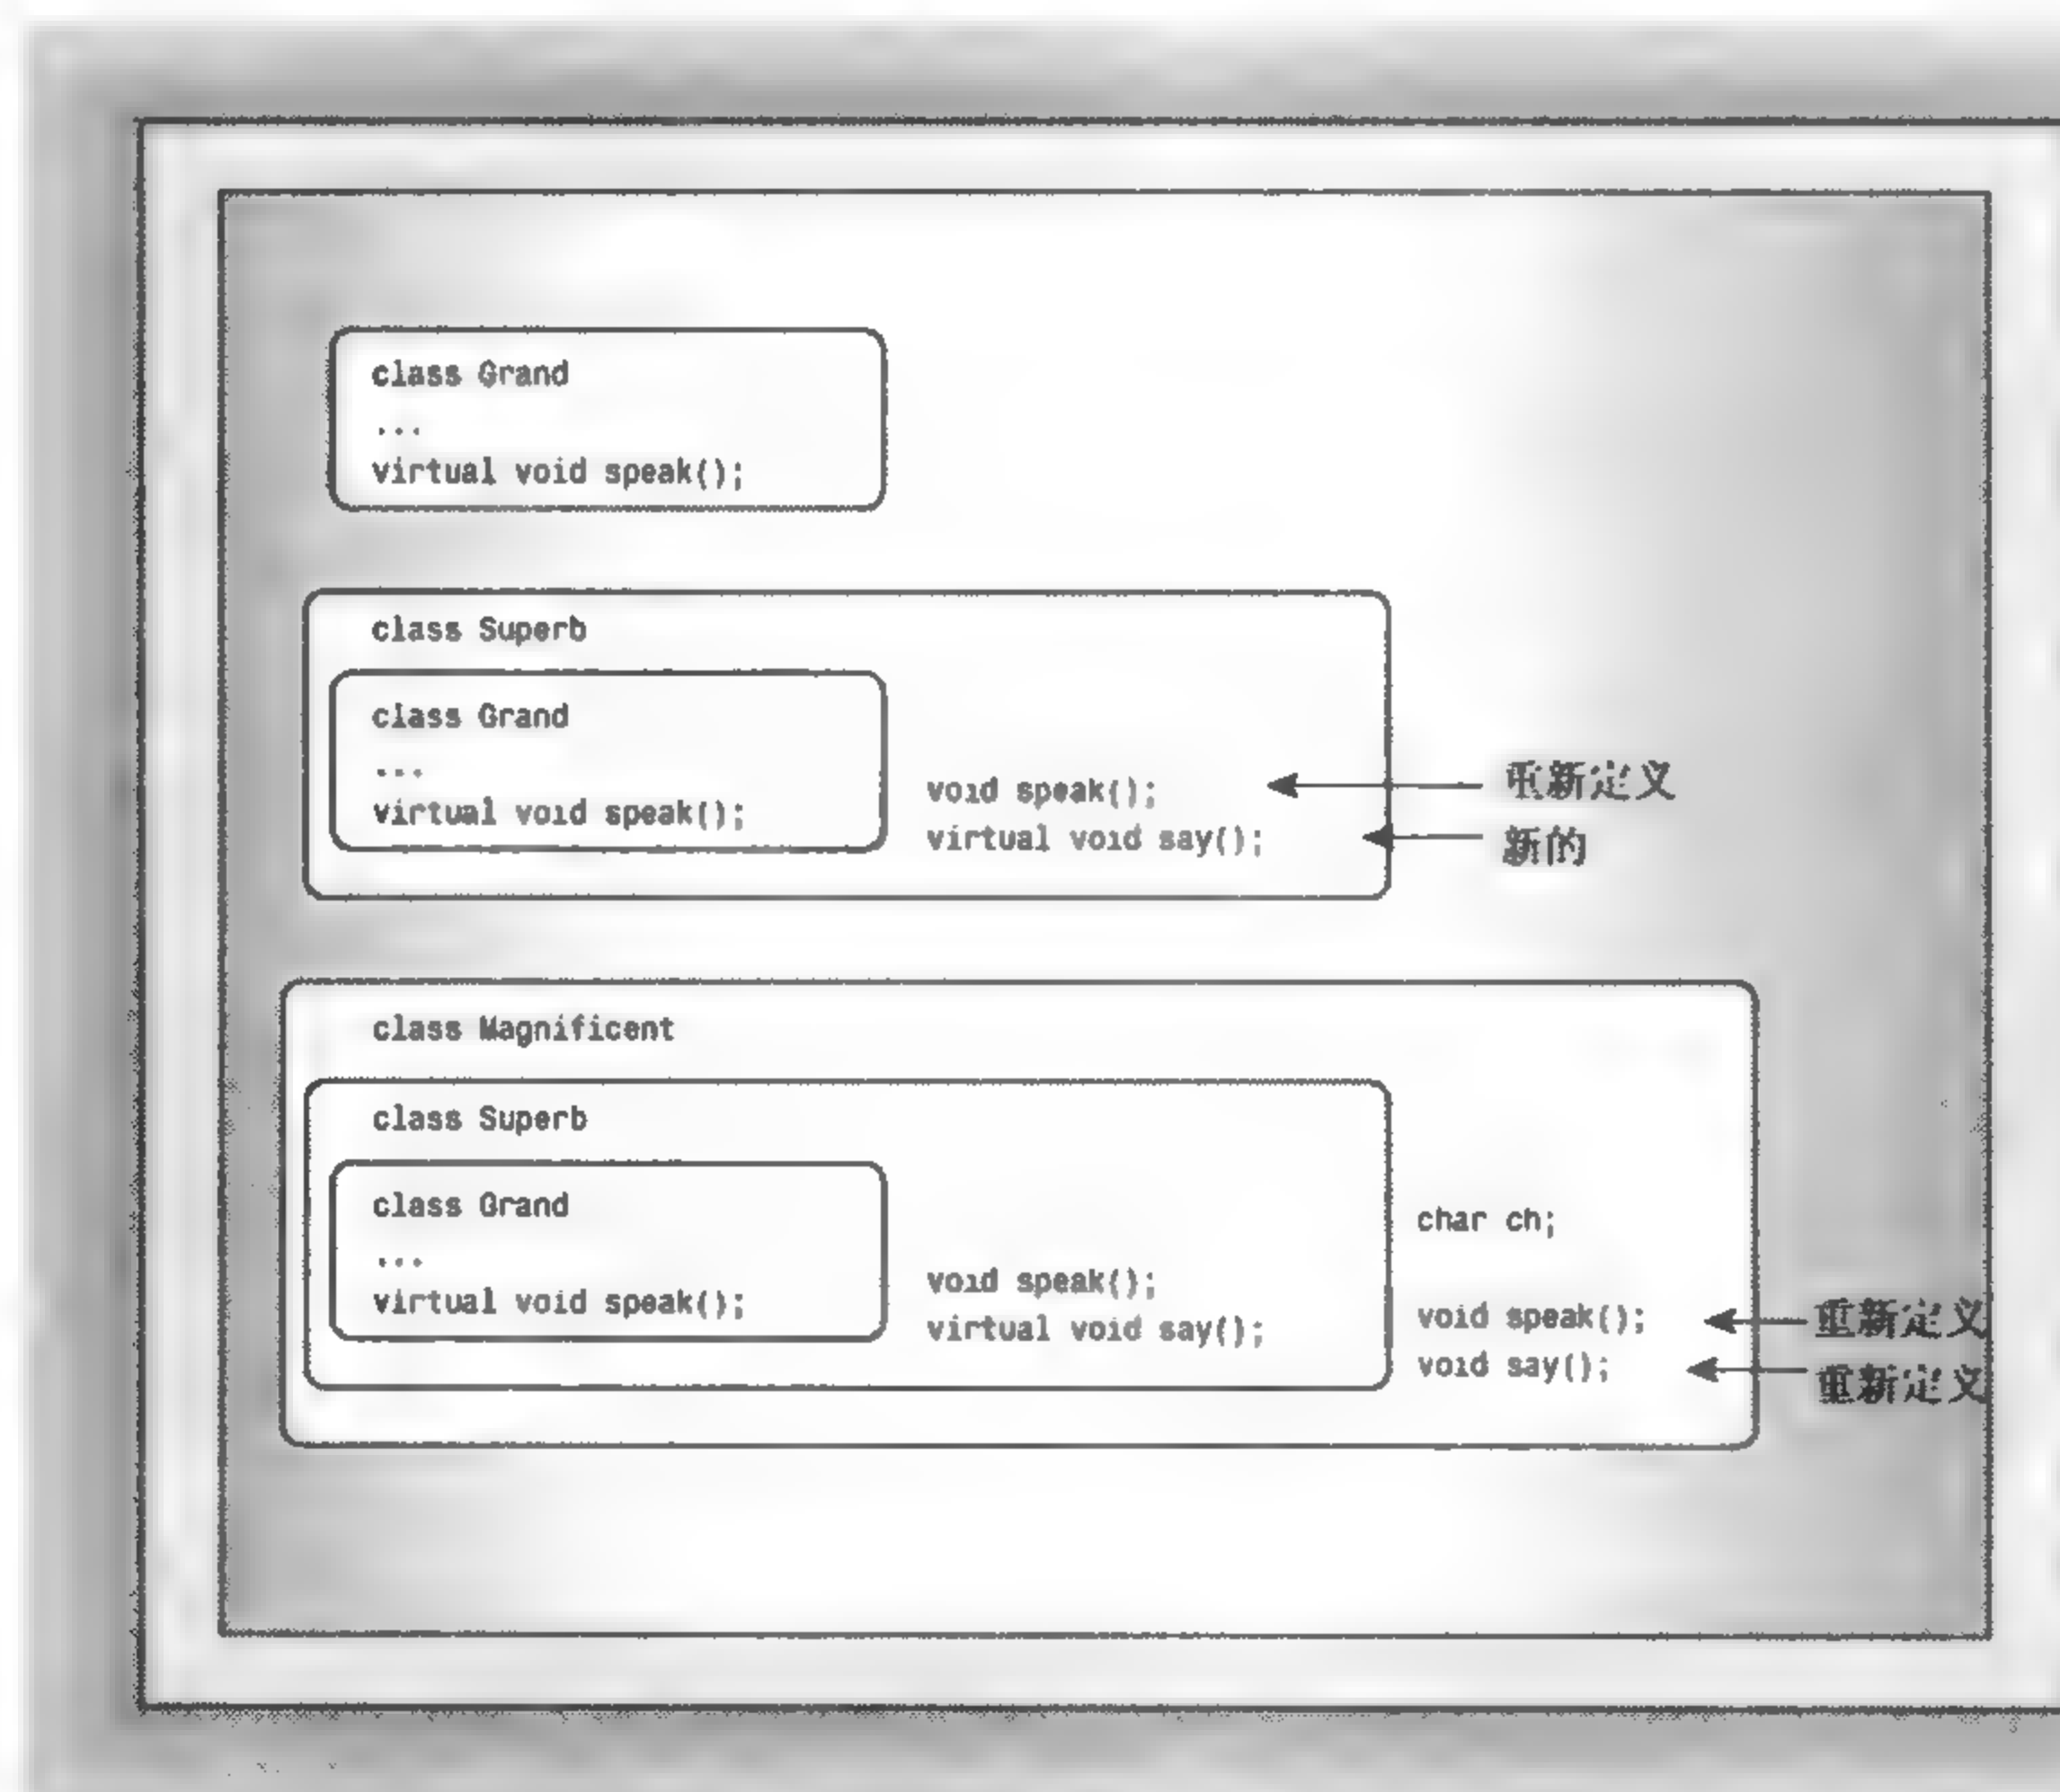 class Grand
...
virtual void speak();
class Superb
class Grand
...
virtual void speak();
void speak();
virtual void say();
重新定义
新的
class Magnificent
class Superb
class Grand
...
virtual void speak();
void speak();
virtual void say();
char ch;
void speak();
void say();
重新定义
重新定义